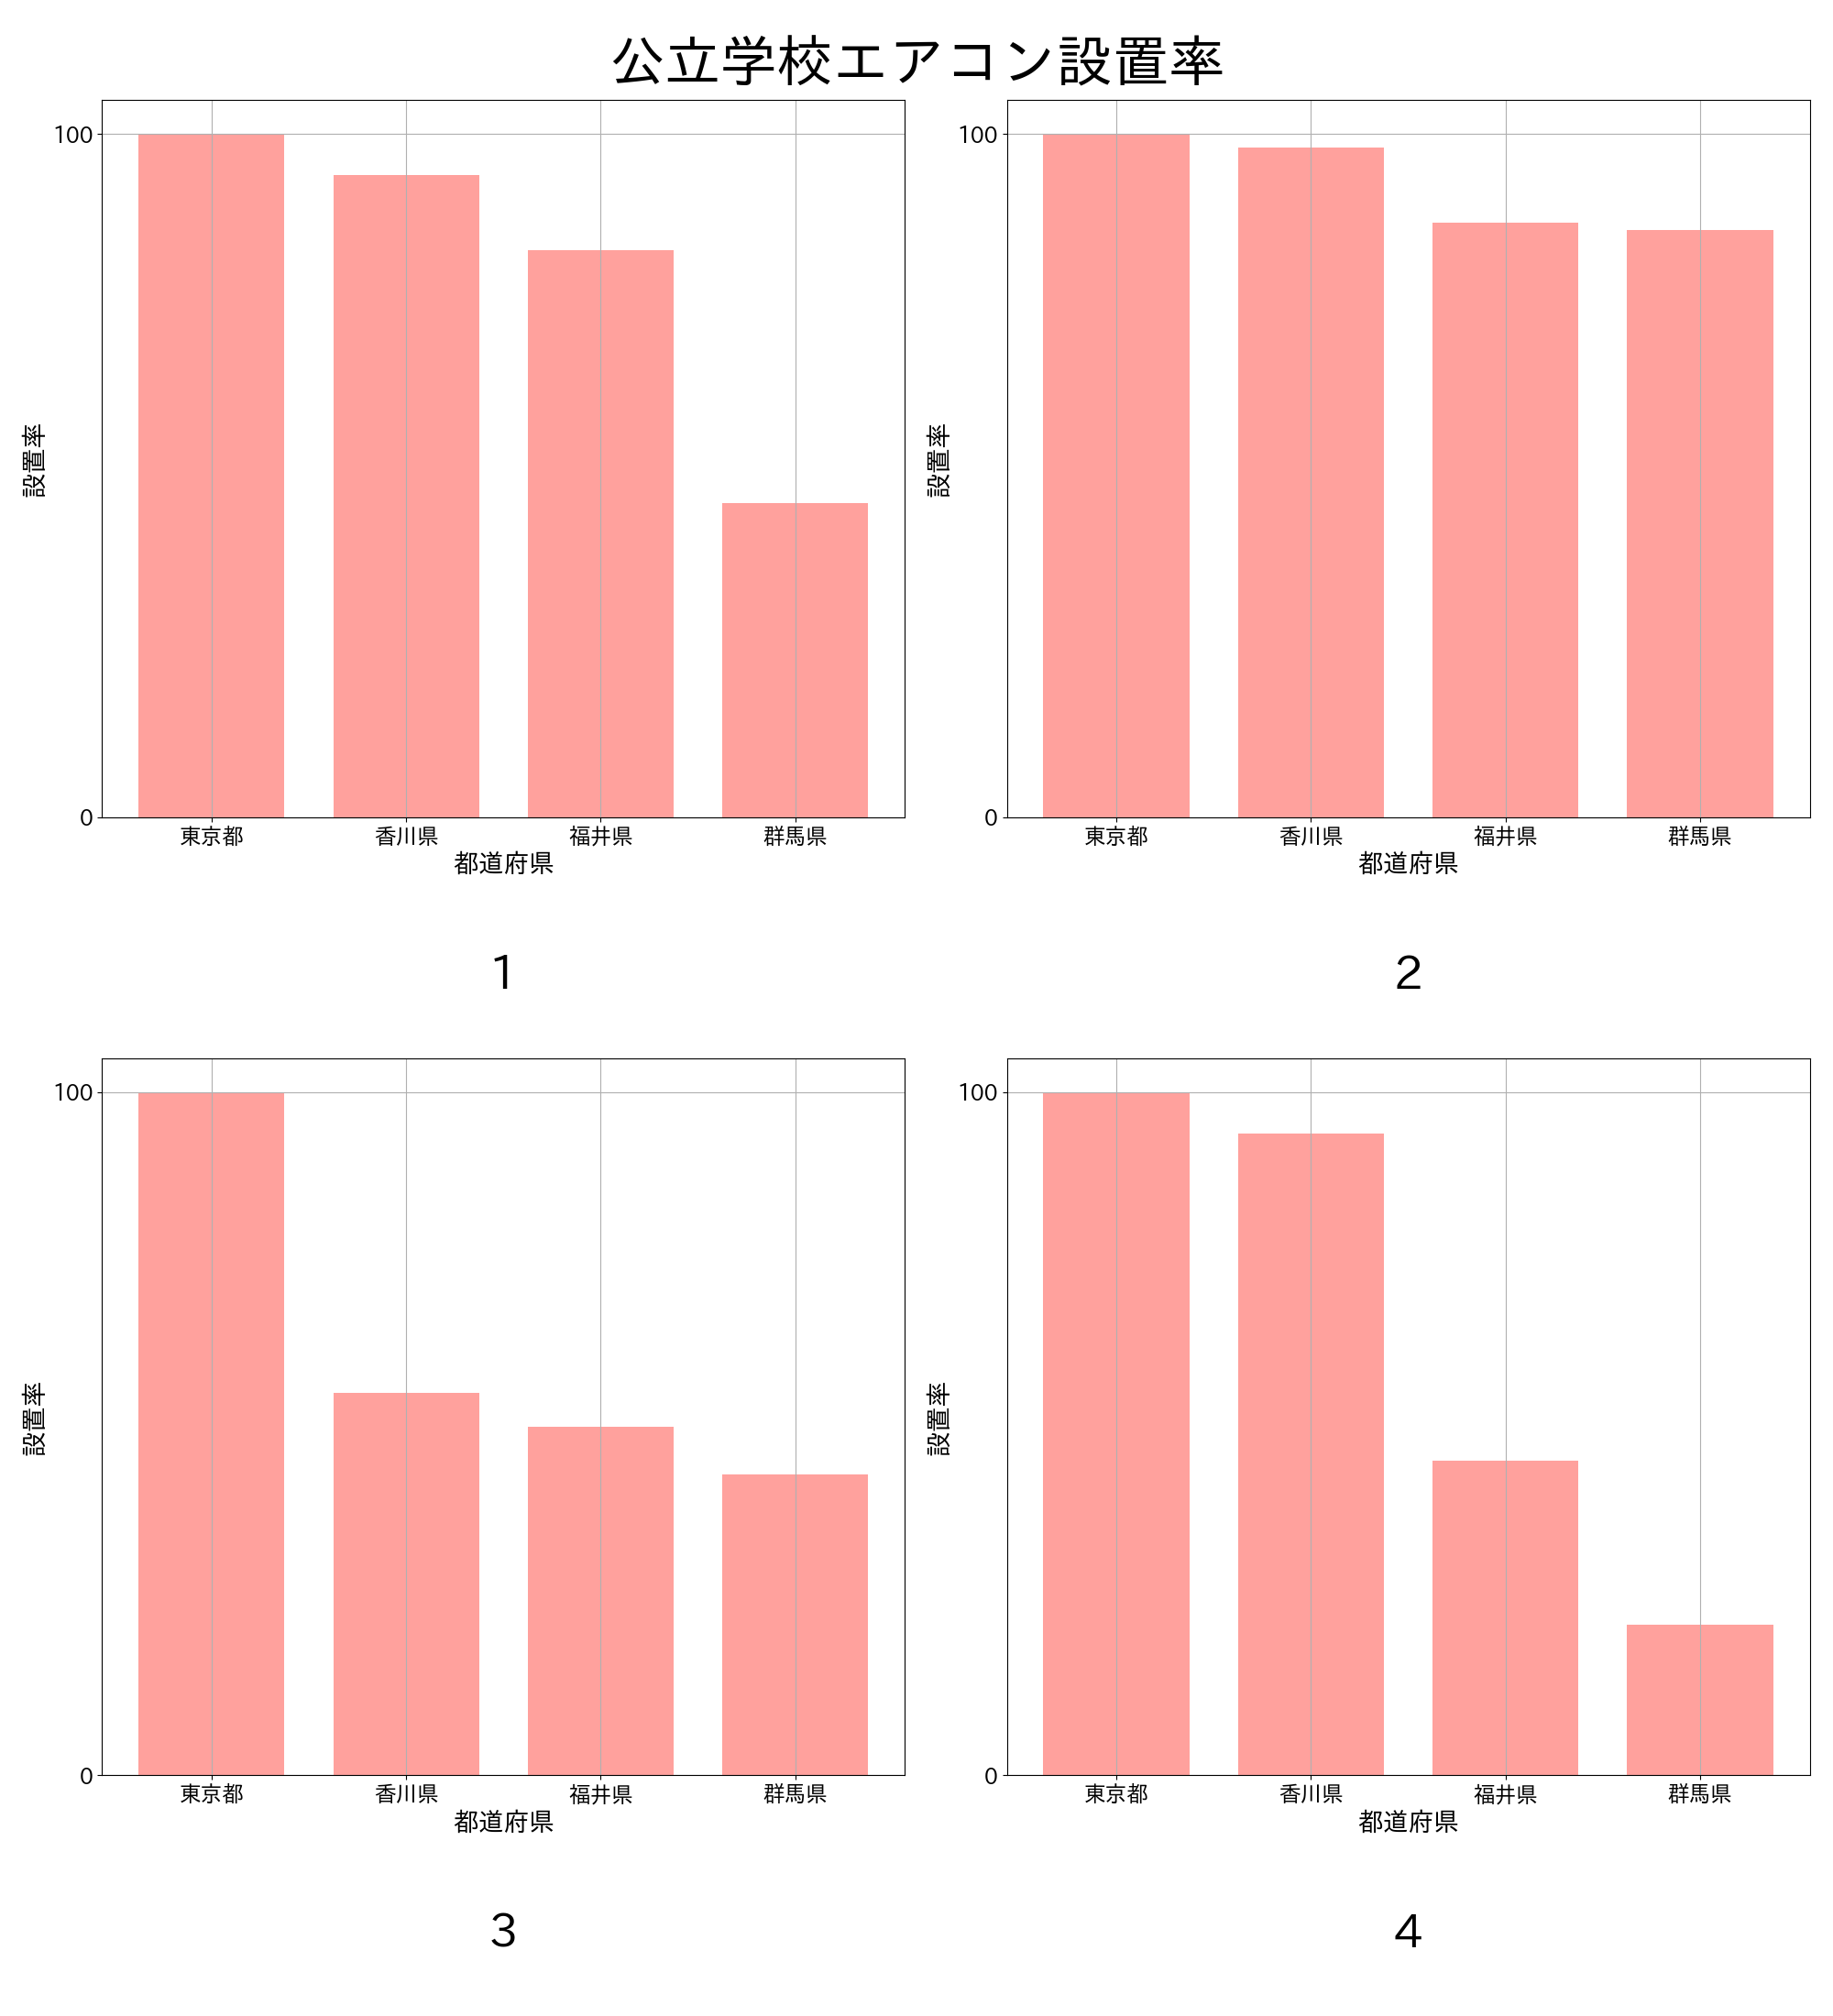 公立学校エアコン設置率
100
0
設置率
東京都 香川県 福井県 群馬県
都道府県
1
100
0
設置率
東京都 香川県 福井県 群馬県
都道府県
2
100
0
設置率
東京都 香川県 福井県 群馬県
都道府県
3
100
0
設置率
東京都 香川県 福井県 群馬県
都道府県
4